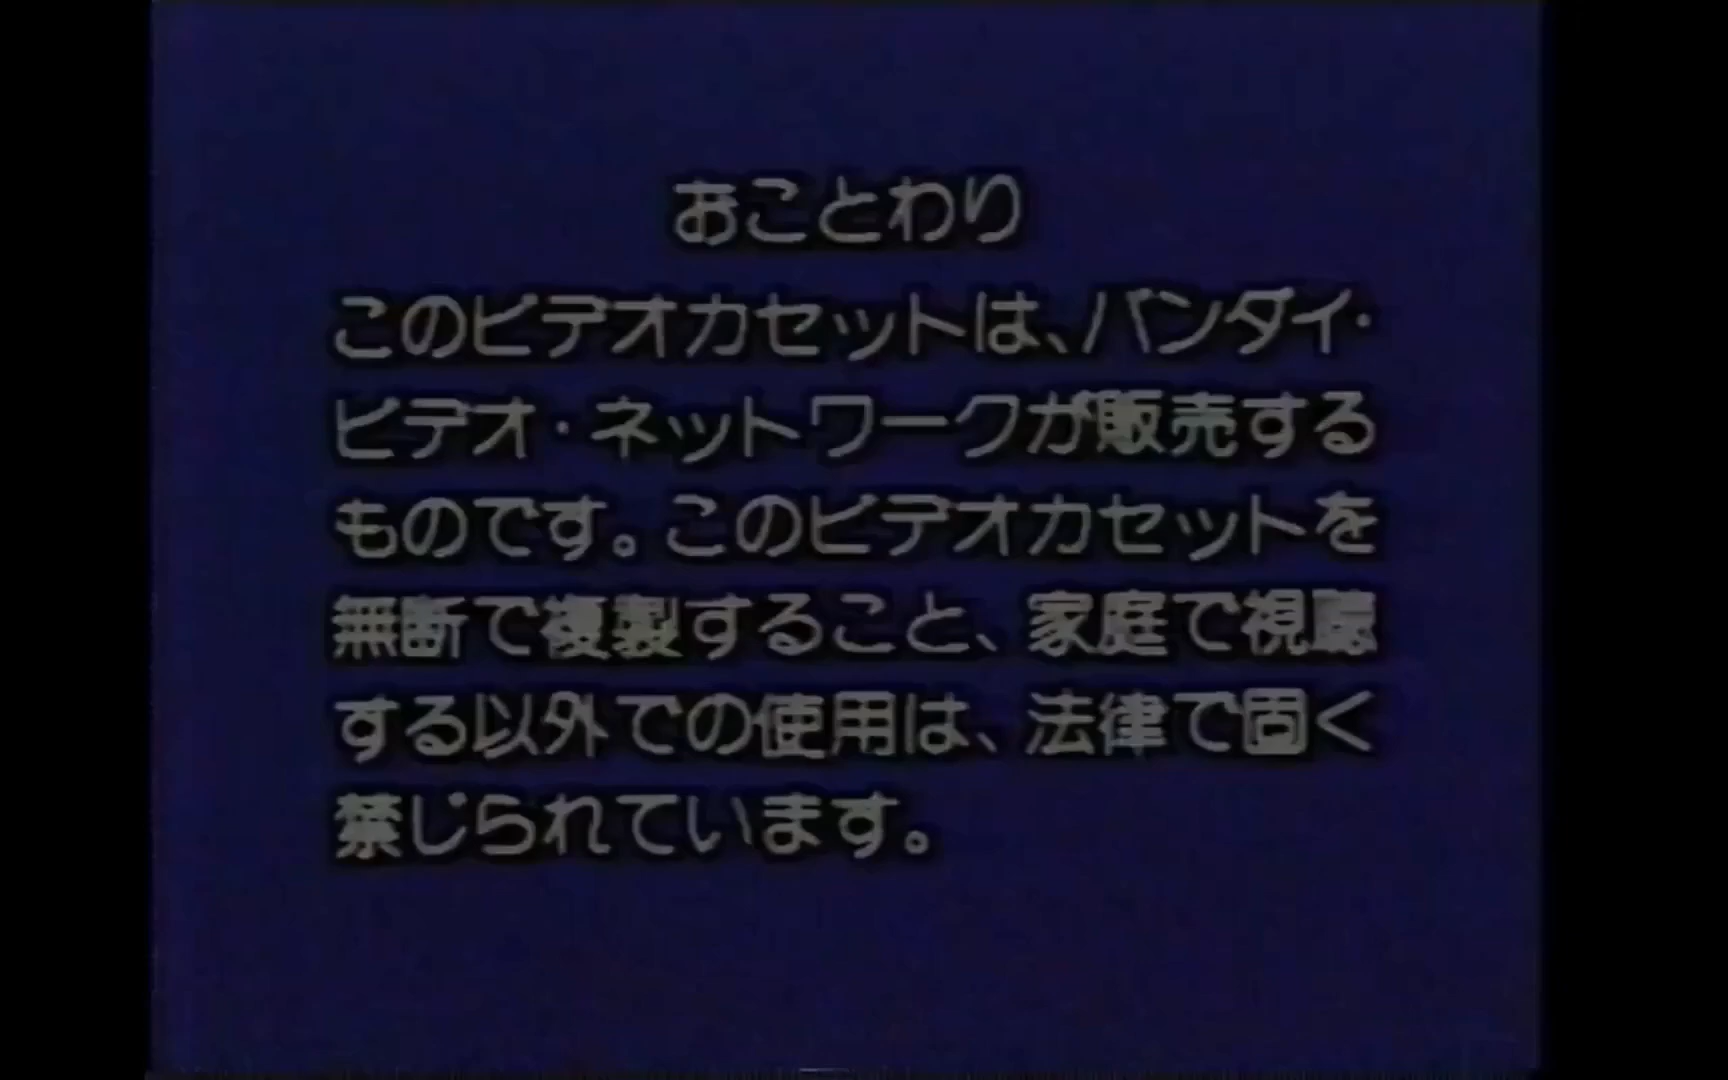 おことわり
このビデオカセットは、バンダイ・
ビデオ・ネットワークが販売する
ものです。このビデオカセットを
無断で複製すること、家庭で視聴
する以外での使用は、法律で固く
禁じられています。